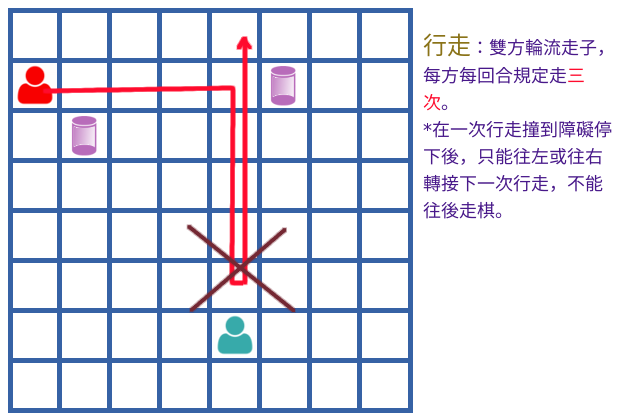 行走：雙方輪流走子，
每方每回合規定走三
次。
*在一次行走撞到障礙停
下後，只能往左或往右
轉接下一次行走，不能
往後走棋。